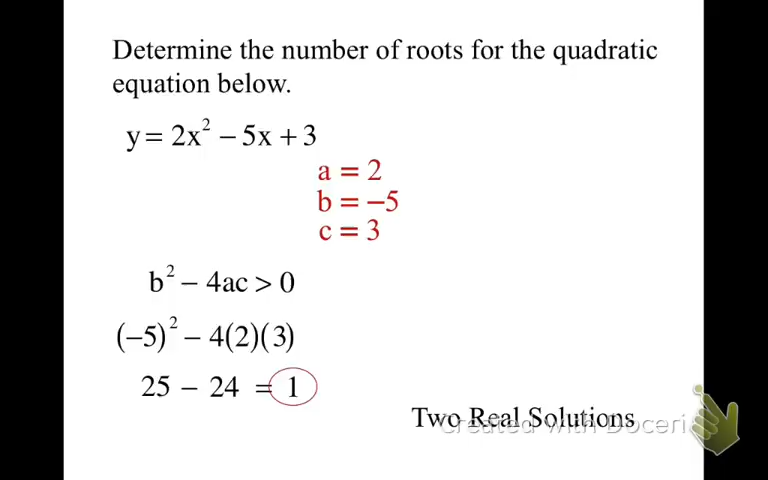 Determine the number of roots for the quadratic
equation below.
y = 2x² − 5x + 3
a = 2
b = −5
c = 3
b² − 4ac > 0
(−5)² − 4(2)(3)
25 − 24 = 1
Two Real Solutions
Created with Doceri